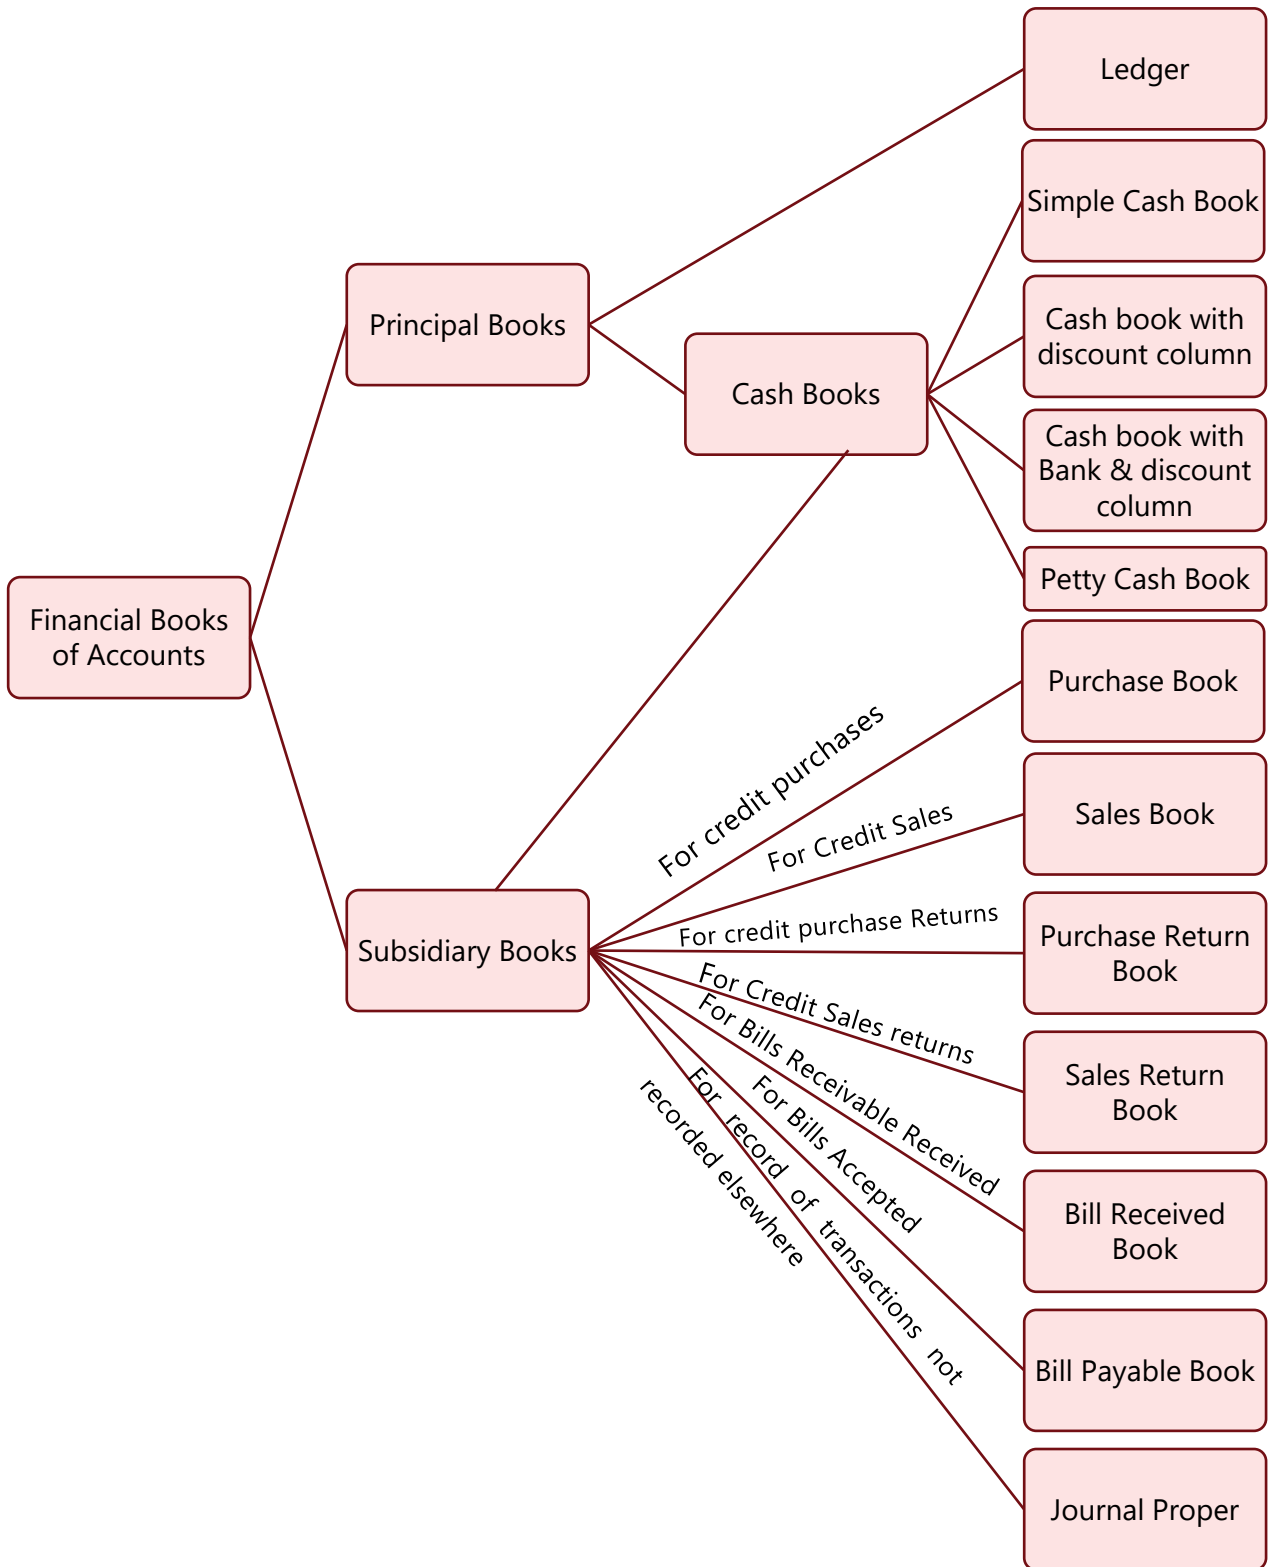 Ledger
Simple Cash Book
Principal Books
Cash book with
discount column
Cash Books
Cash book with
Bank & discount
column
Petty Cash Book
Financial Books
of Accounts
Purchase Book
For credit purchases
Sales Book
For Credit Sales
Subsidiary Books
For credit purchase Returns
Purchase Return
Book
For Credit Sales returns
Sales Return
Book
For Bills Receivable Received
Bill Received
Book
For Bills Accepted
Bill Payable Book
For record of transactions not
recorded elsewhere
Journal Proper